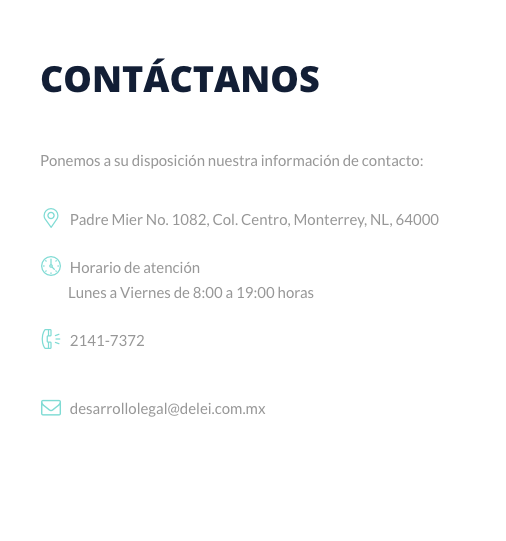 CONTÁCTANOS
Ponemos a su disposición nuestra información de contacto:
Padre Mier No. 1082, Col. Centro, Monterrey, NL, 64000
Horario de atención
Lunes a Viernes de 8:00 a 19:00 horas
2141-7372
desarrollolegal@delei.com.mx